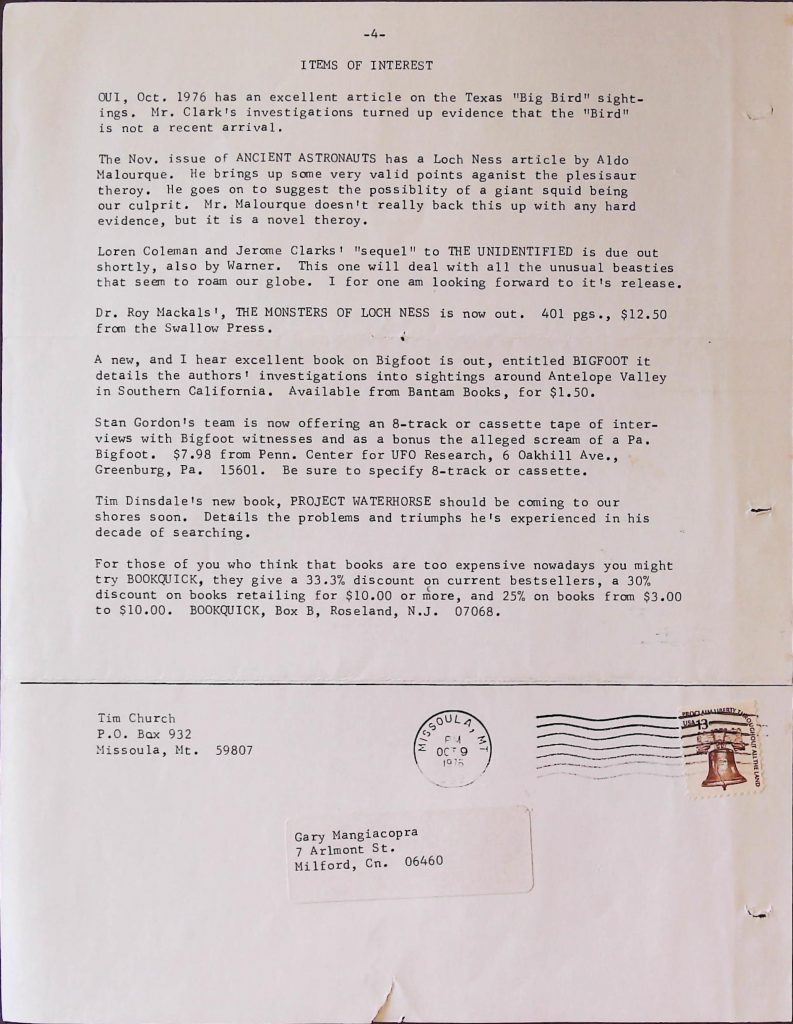 -4-
ITEMS OF INTEREST
OUI, Oct. 1976 has an excellent article on the Texas "Big Bird" sight-
ings. Mr. Clark's investigations turned up evidence that the "Bird"
is not a recent arrival.
The Nov. issue of ANCIENT ASTRONAUTS has a Loch Ness article by Aldo
Malourque. He brings up some very valid points aganist the plesisaur
theroy. He goes on to suggest the possiblity of a giant squid being
our culprit. Mr. Malourque doesn't really back this up with any hard
evidence, but it is a novel theroy.
Loren Coleman and Jerome Clarks' "sequel" to THE UNIDENTIFIED is due out
shortly, also by Warner. This one will deal with all the unusual beasties
that seem to roam our globe. I for one am looking forward to it's release.
Dr. Roy Mackals', THE MONSTERS OF LOCH NESS is now out. 401 pgs., $12.50
from the Swallow Press.
A new, and I hear excellent book on Bigfoot is out, entitled BIGFOOT it
details the authors' investigations into sightings around Antelope Valley
in Southern California. Available from Bantam Books, for $1.50.
Stan Gordon's team is now offering an 8-track or cassette tape of inter-
views with Bigfoot witnesses and as a bonus the alleged scream of a Pa.
Bigfoot. $7.98 from Penn. Center for UFO Research, 6 Oakhill Ave.,
Greenburg, Pa. 15601. Be sure to specify 8-track or cassette.
Tim Dinsdale's new book, PROJECT WATERHORSE should be coming to our
shores soon. Details the problems and triumphs he's experienced in his
decade of searching.
For those of you who think that books are too expensive nowadays you might
try BOOKQUICK, they give a 33.3% discount on current bestsellers, a 30%
discount on books retailing for $10.00 or more, and 25% on books from $3.00
to $10.00. BOOKQUICK, Box B, Roseland, N.J. 07068.
Tim Church
P.O. Box 932
Missoula, Mt. 59807
MISSOULA, MT
PM
OCT 9
1976
PROCLAIM LIBERTY THROUGHOUT ALL THE LAND
USA 13
Gary Mangiacopra
7 Arlmont St.
Milford, Cn. 06460